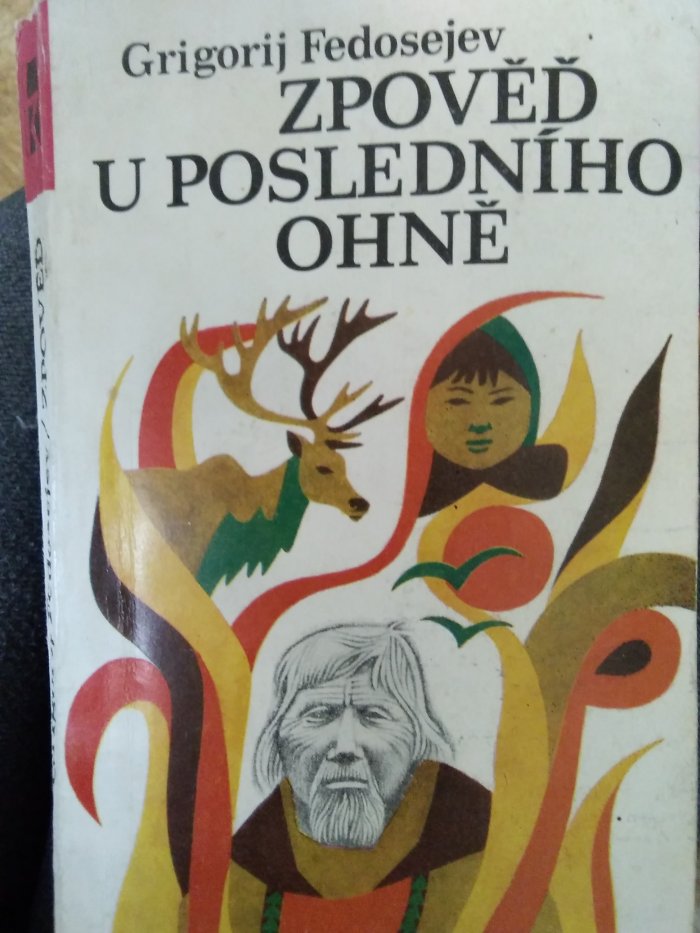 Grigorij Fedosejev
ZPOVĚĎ
U POSLEDNÍHO
OHNĚ